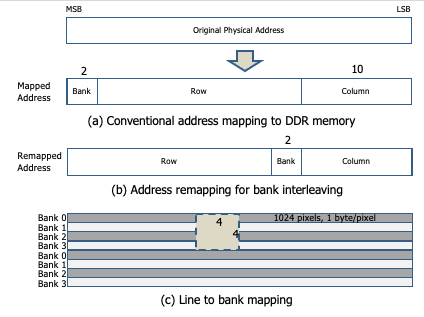 MSB LSB
Original Physical Address
2 10
Mapped Address Bank Row Column
(a) Conventional address mapping to DDR memory
2
Remapped Address Row Bank Column
(b) Address remapping for bank interleaving
Bank 0 4 1024 pixels, 1 byte/pixel
Bank 1
Bank 2 4
Bank 3
Bank 0
Bank 1
Bank 2
Bank 3
(c) Line to bank mapping